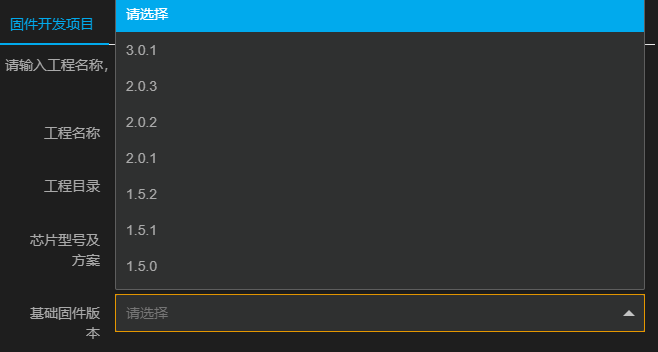 固件开发项目
请选择
请输入工程名称，
3.0.1
2.0.3
2.0.2
工程名称
2.0.1
工程目录
1.5.2
1.5.1
芯片型号及
方案
1.5.0
基础固件版
本
请选择